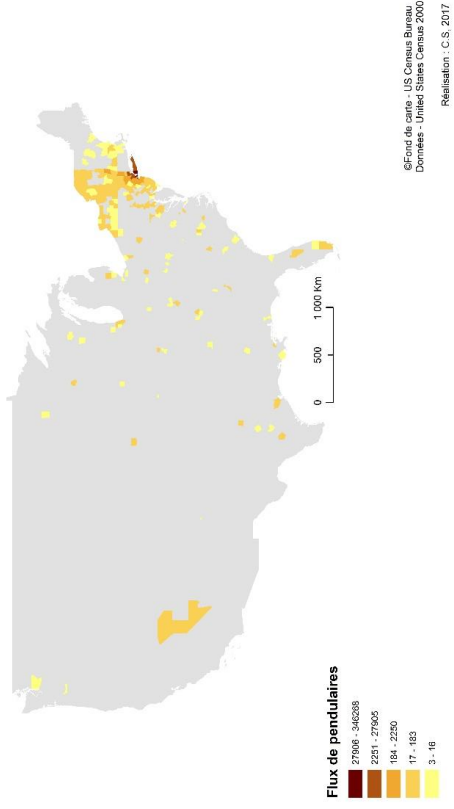 ©Fond de carte - US Census Bureau
Données - United States Census 2000
Réalisation : C.S, 2017
0 500 1 000 Km
Flux de pendulaires
27906 - 346268
2251 - 27905
184 - 2250
17 - 183
3 - 16